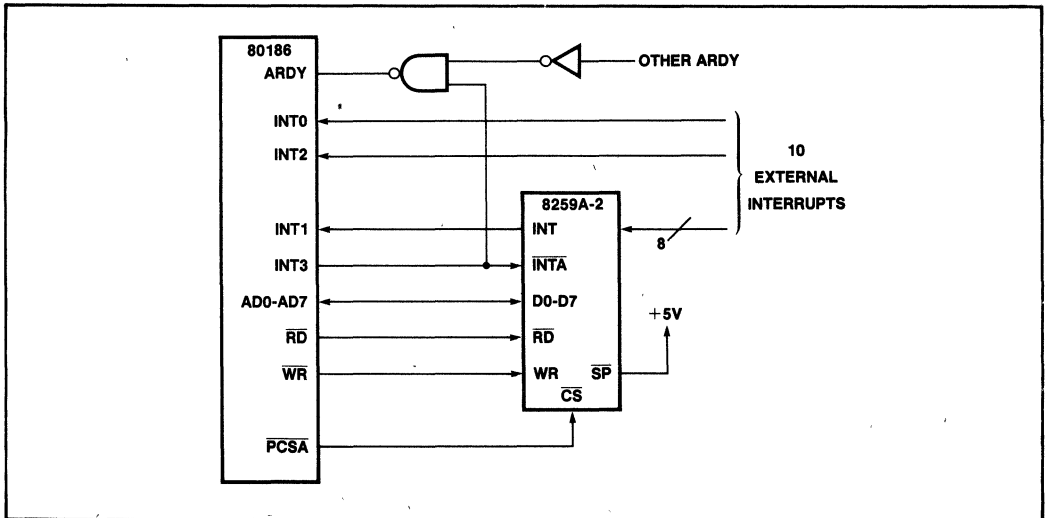 80186
ARDY
INT0
INT2
INT1
INT3
AD0-AD7
RD
WR
PCSA
OTHER ARDY
10
EXTERNAL
INTERRUPTS
8259A-2
INT
INTA
D0-D7
RD
WR
SP
CS
8
+5V